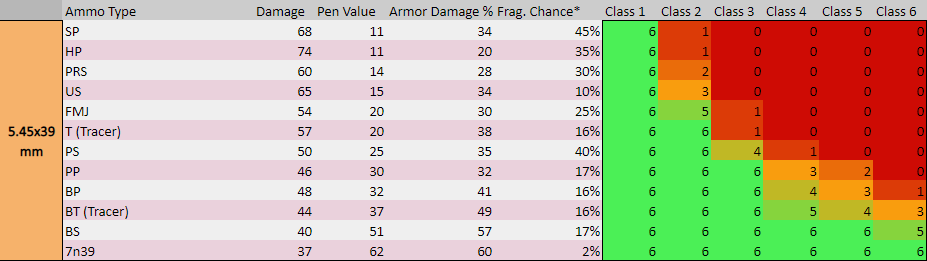 Ammo Type Damage Pen Value Armor Damage % Frag. Chance* Class 1 Class 2 Class 3 Class 4 Class 5 Class 6
SP 68 11 34 45% 6 1 0 0 0 0
HP 74 11 20 35% 6 1 0 0 0 0
PRS 60 14 28 30% 6 2 0 0 0 0
US 65 15 34 10% 6 3 0 0 0 0
FMJ 54 20 30 25% 6 5 1 0 0 0
5.45x39
mm
T (Tracer) 57 20 38 16% 6 6 1 0 0 0
PS 50 25 35 40% 6 6 4 1 0 0
PP 46 30 32 17% 6 6 6 3 2 0
BP 48 32 41 16% 6 6 6 4 3 1
BT (Tracer) 44 37 49 16% 6 6 6 5 4 3
BS 40 51 57 17% 6 6 6 6 6 5
7n39 37 62 60 2% 6 6 6 6 6 6